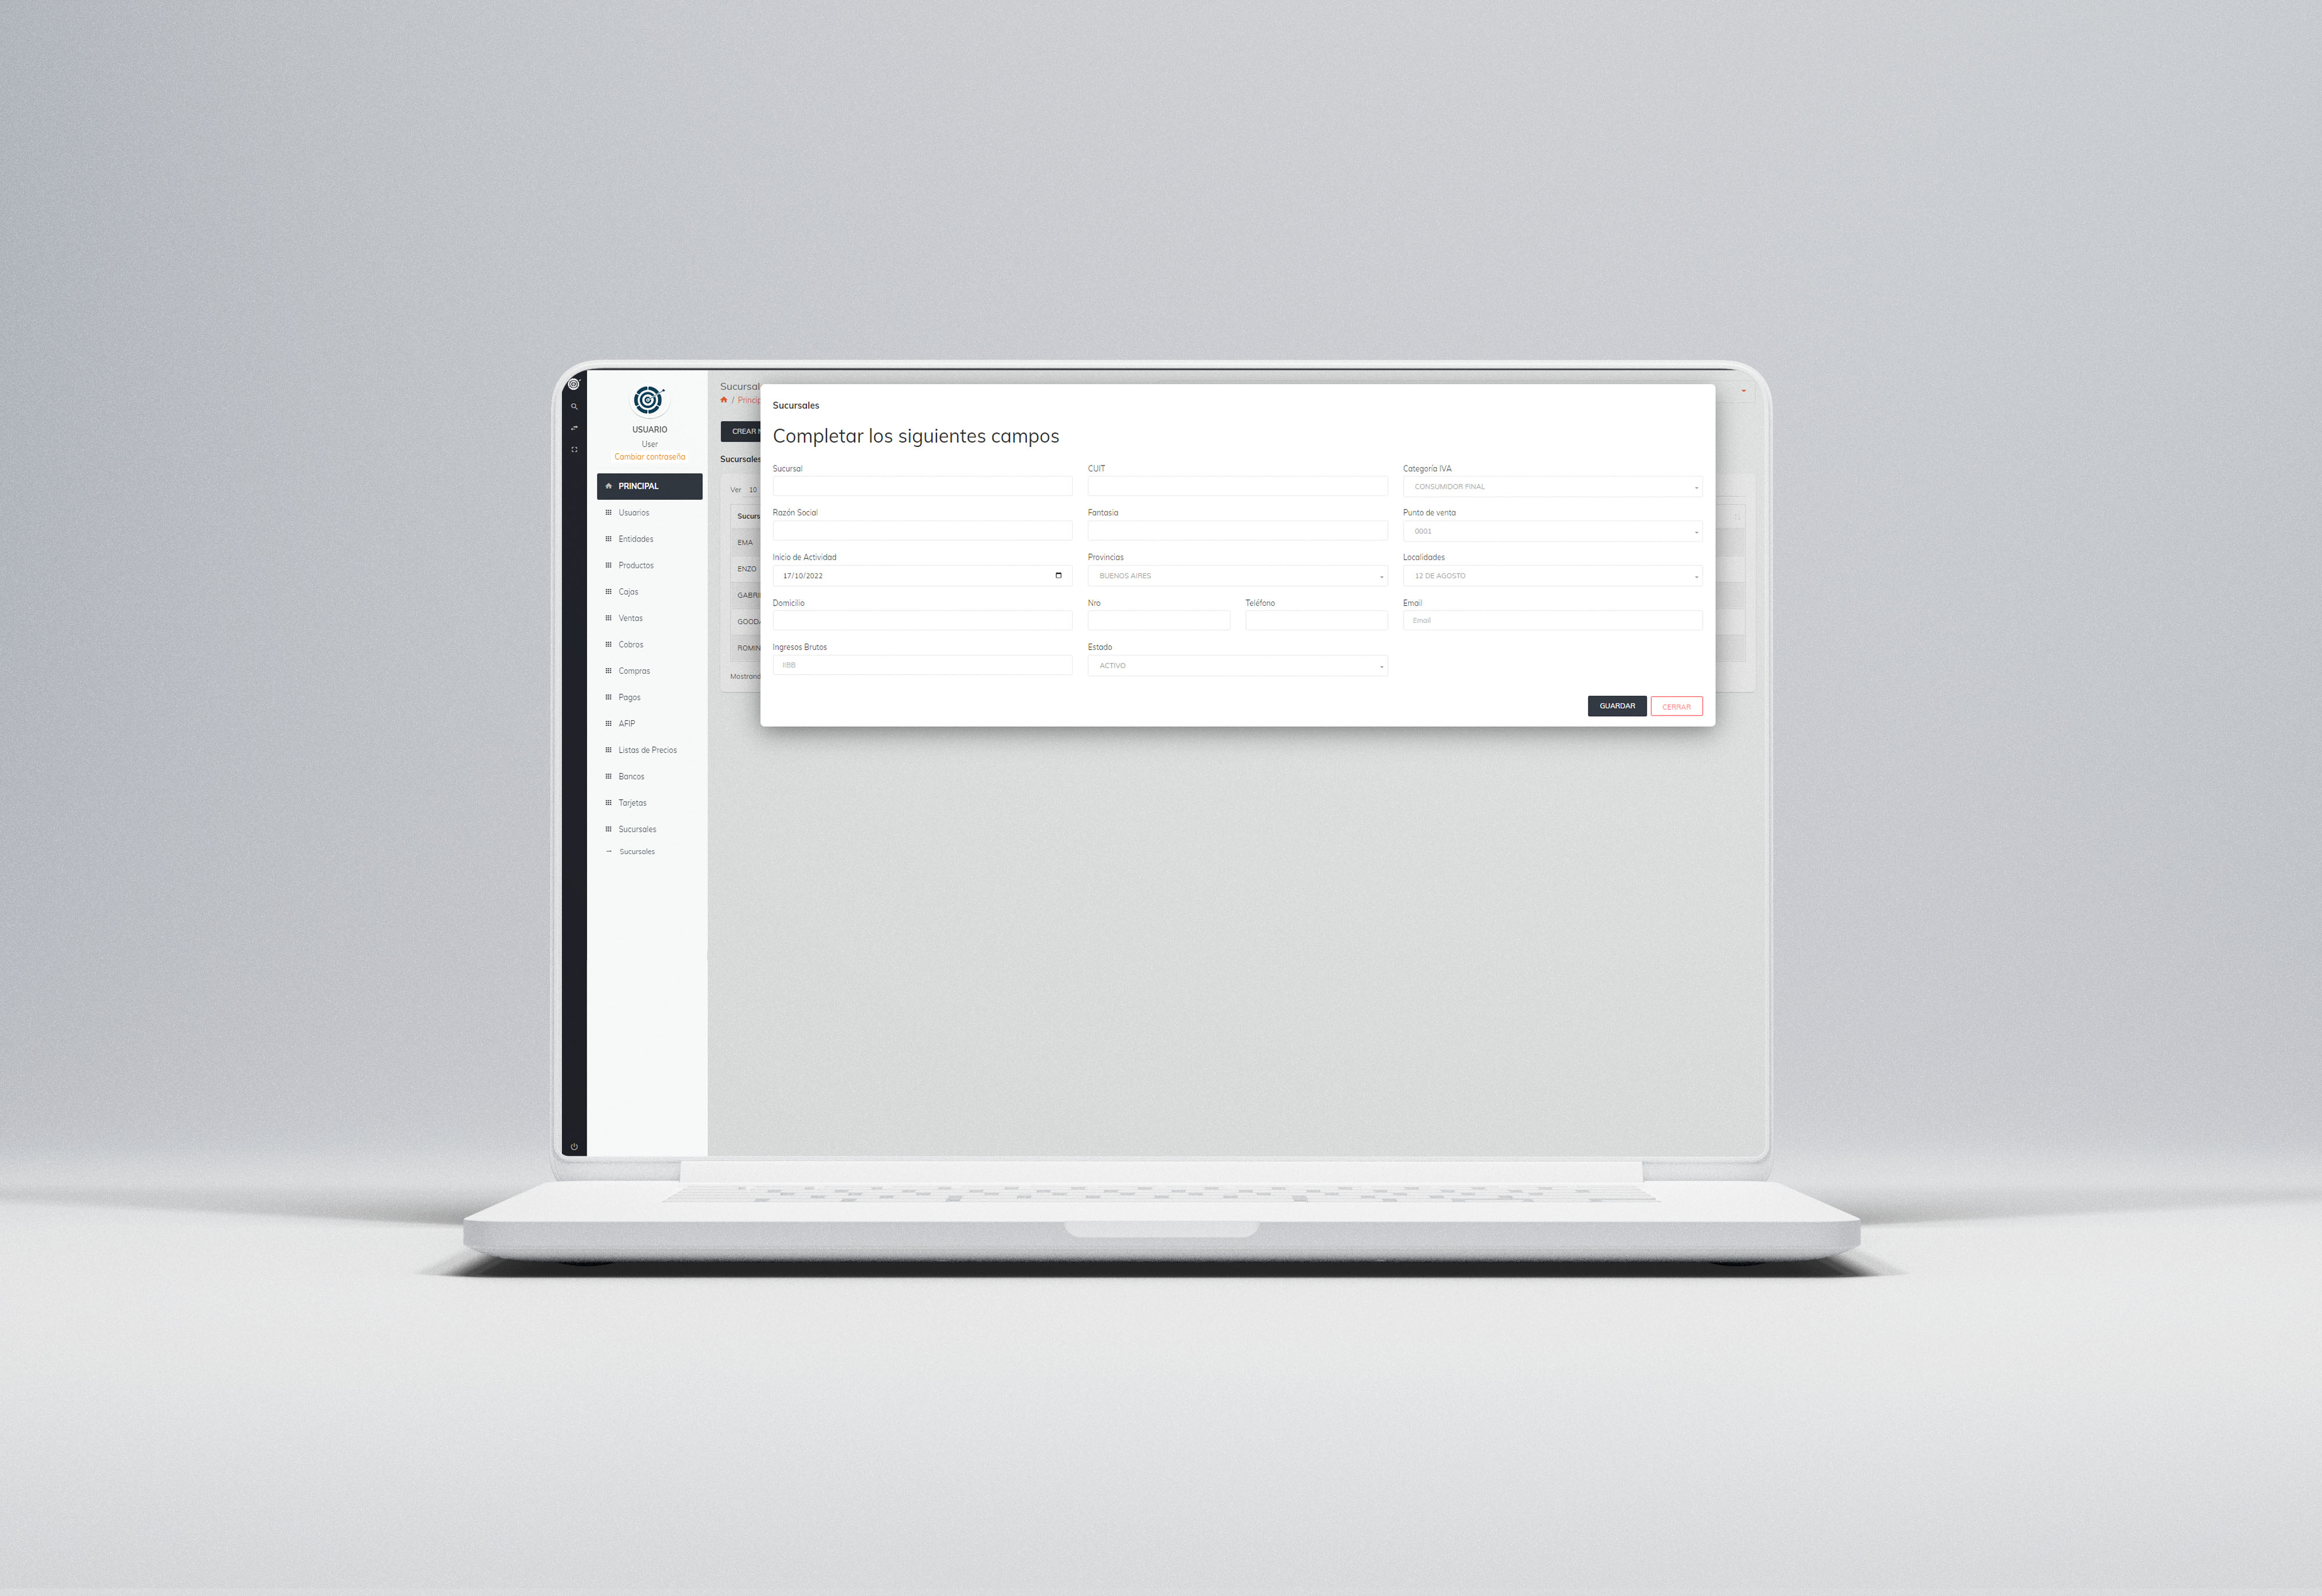 USUARIO
User
Cambiar contraseña
PRINCIPAL
Usuarios
Entidades
Productos
Cajas
Ventas
Cobros
Compras
Pagos
AFIP
Listas de Precios
Bancos
Tarjetas
Sucursales
Sucursales
Sucursal
/ Princip
CREAR
Sucursales
Ver 10
Sucurs
EMA
ENZO
GABRI
GOOD
ROMIN
Mostrand
Sucursales
Completar los siguientes campos
Sucursal CUIT Categoría IVA
CONSUMIDOR FINAL
Razón Social Fantasia Punto de venta
0001
Inicio de Actividad Provincias Localidades
17/10/2022 BUENOS AIRES 12 DE AGOSTO
Domicilio Nro Teléfono Email
Email
Ingresos Brutos Estado
IIBB ACTIVO
GUARDAR CERRAR